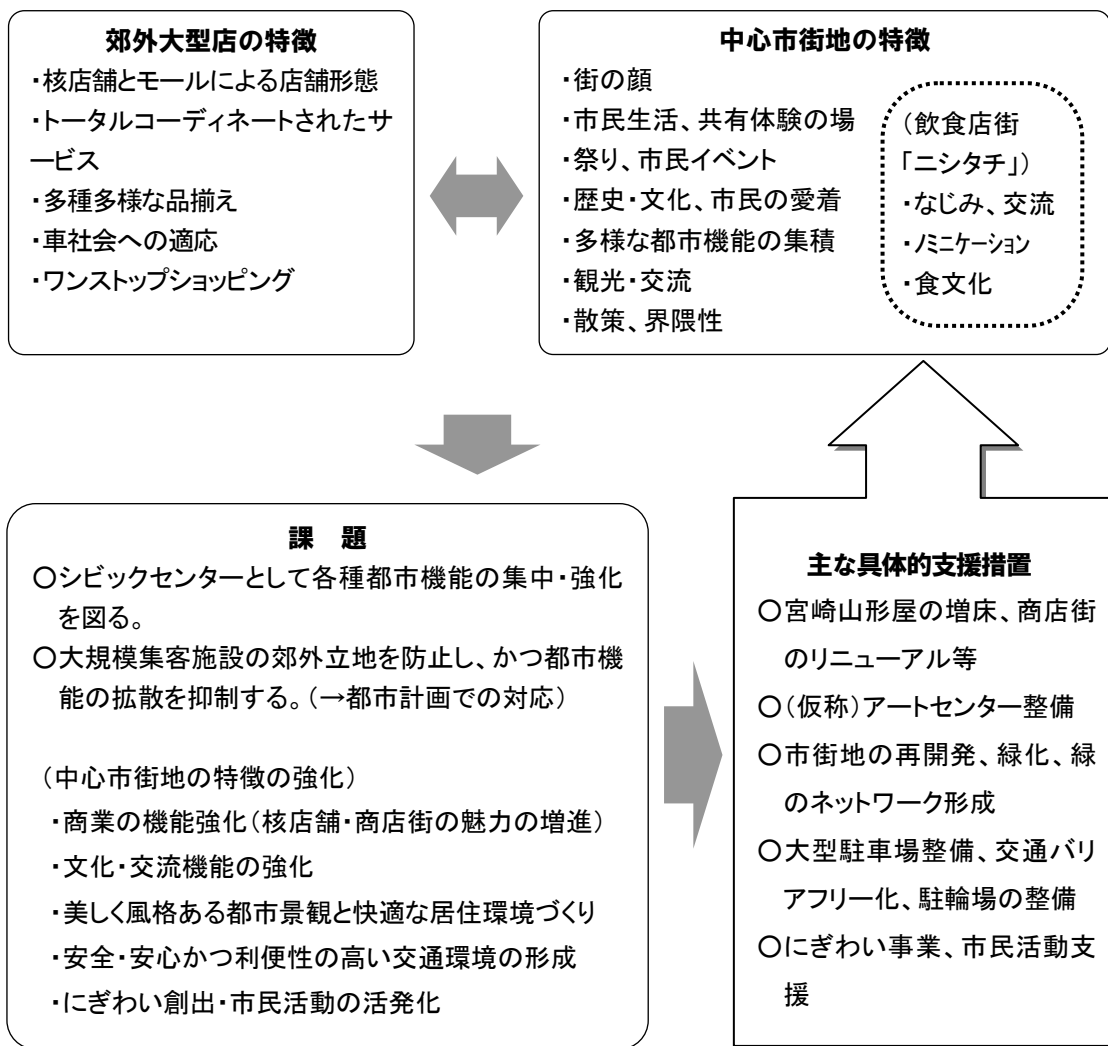 郊外大型店の特徴
・核店舗とモールによる店舗形態
・トータルコーディネートされたサ
ービス
・多種多様な品揃え
・車社会への適応
・ワンストップショッピング
中心市街地の特徴
・街の顔
・市民生活、共有体験の場
・祭り、市民イベント
・歴史・文化、市民の愛着
・多様な都市機能の集積
・観光・交流
・散策、界隈性
(飲食店街
「ニシタチ」)
・なじみ、交流
・ノミニケーション
・食文化
課 題
○シビックセンターとして各種都市機能の集中・強化
を図る。
○大規模集客施設の郊外立地を防止し、かつ都市機
能の拡散を抑制する。(→都市計画での対応)
(中心市街地の特徴の強化)
・商業の機能強化(核店舗・商店街の魅力の増進)
・文化・交流機能の強化
・美しく風格ある都市景観と快適な居住環境づくり
・安全・安心かつ利便性の高い交通環境の形成
・にぎわい創出・市民活動の活発化
主な具体的支援措置
○宮崎山形屋の増床、商店街
のリニューアル等
○(仮称)アートセンター整備
○市街地の再開発、緑化、緑
のネットワーク形成
○大型駐車場整備、交通バリ
アフリー化、駐輪場の整備
○にぎわい事業、市民活動支
援